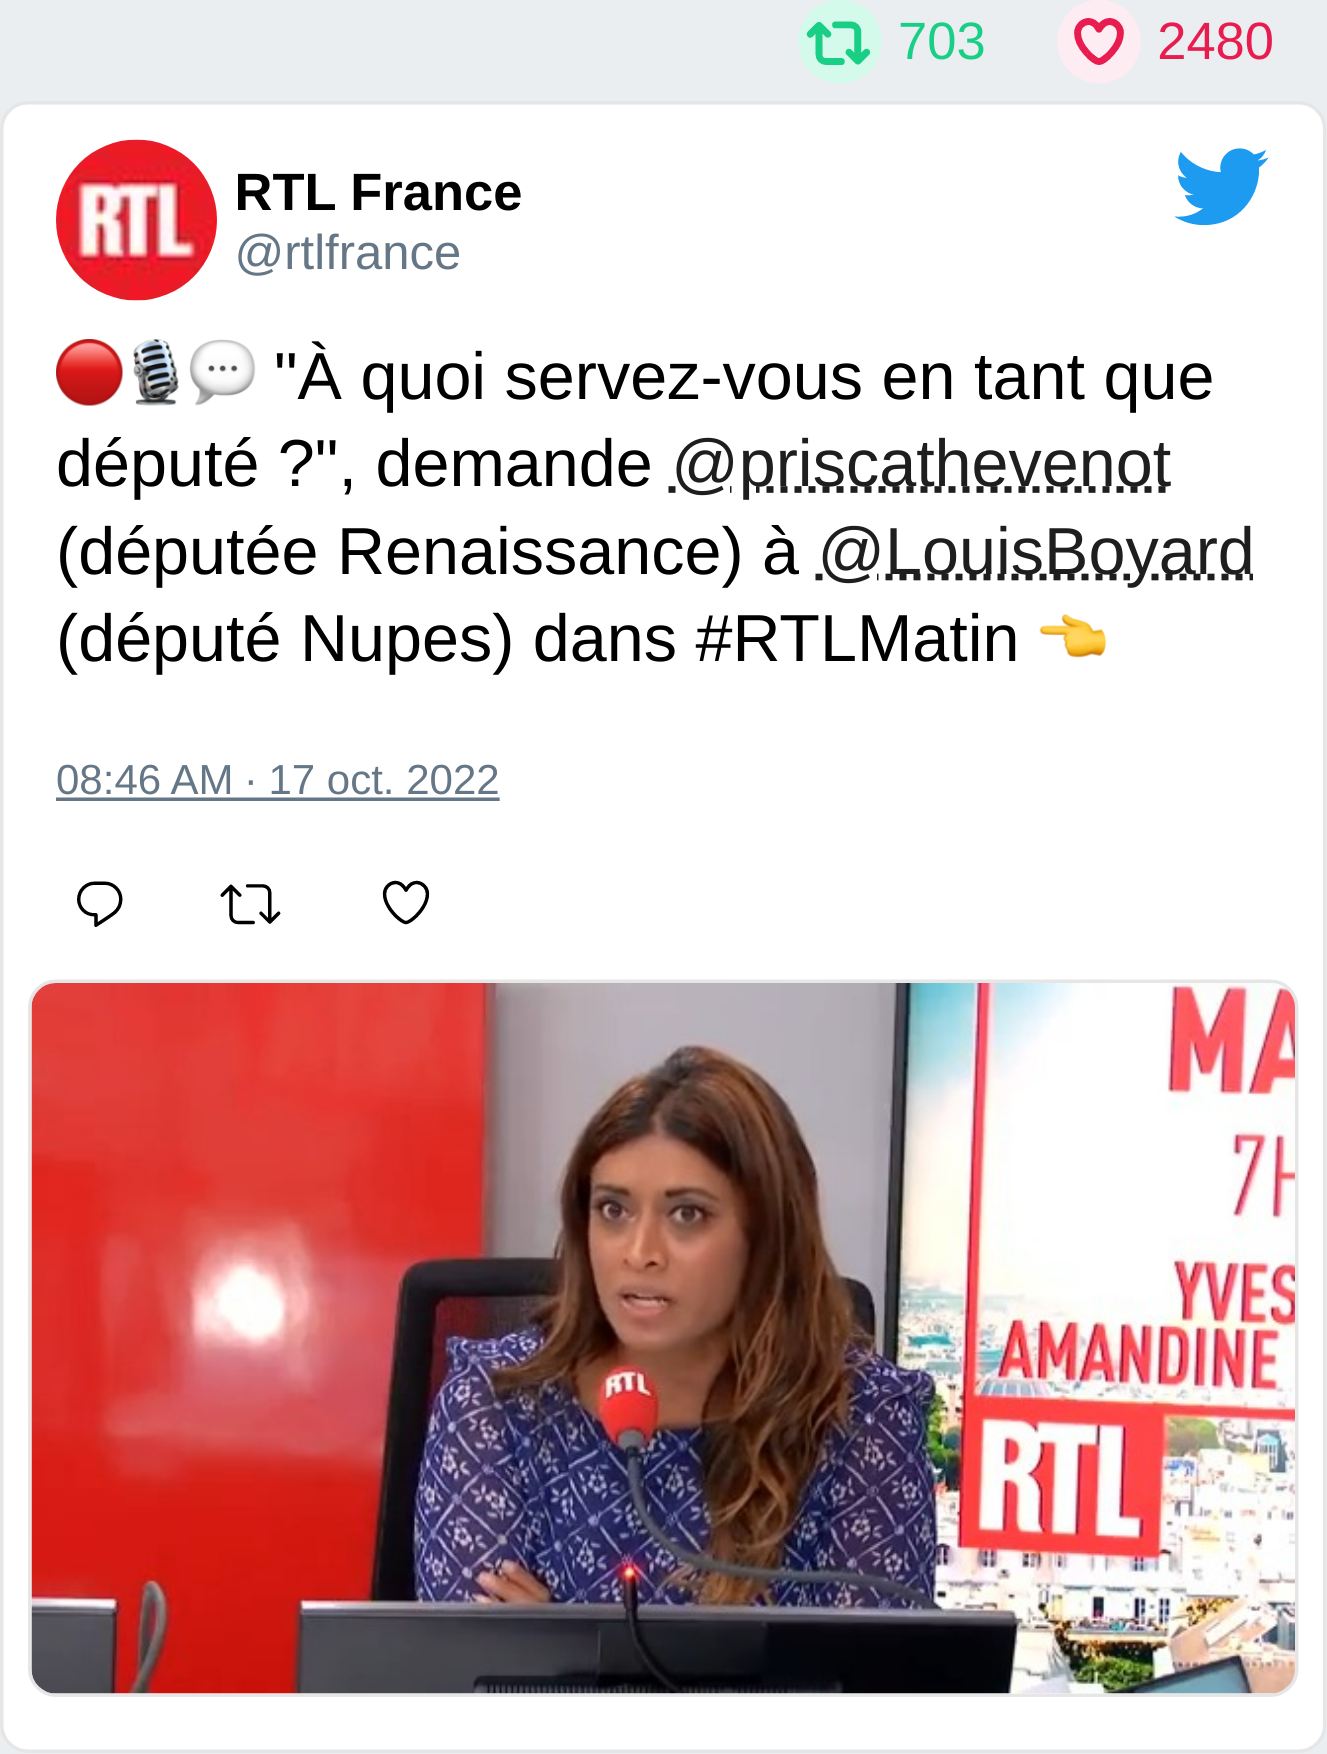 703 2480
RTL
RTL France
@rtlfrance
"À quoi servez-vous en tant que
député ?", demande @priscathevenot
(députée Renaissance) à @LouisBoyard
(député Nupes) dans #RTLMatin
08:46 AM · 17 oct. 2022
MA
7H
YVES
AMANDINE
RTL
RTL